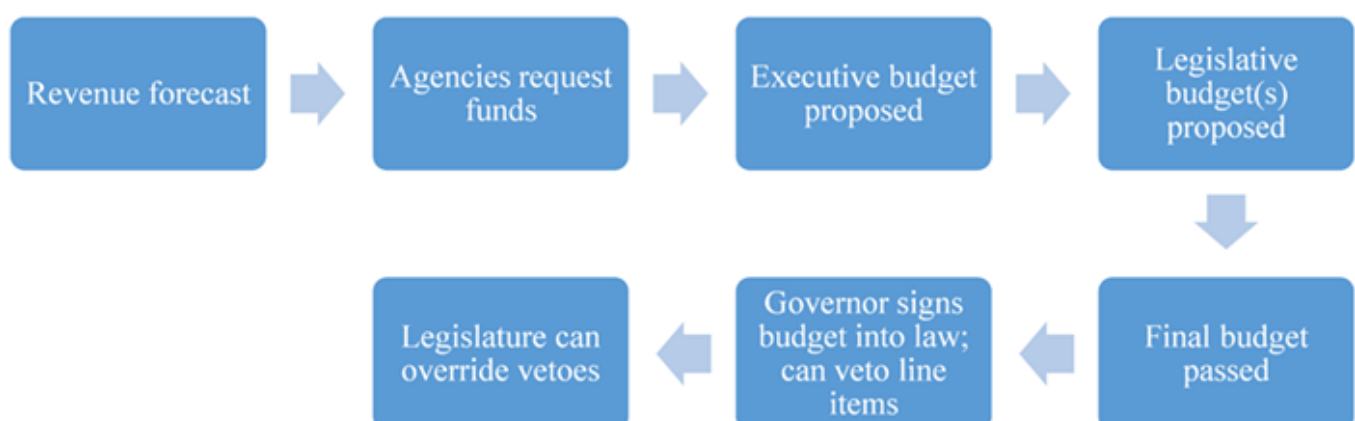 Revenue forecast
Agencies request
funds
Executive budget
proposed
Legislative
budget(s)
proposed
Final budget
passed
Governor signs
budget into law;
can veto line
items
Legislature can
override vetoes